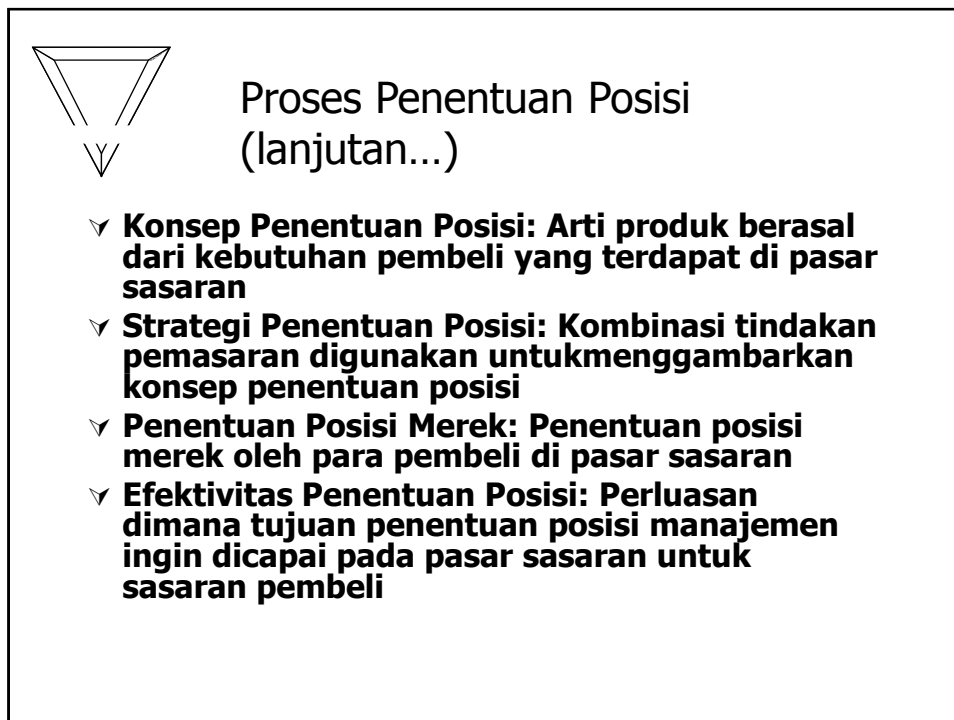 Proses Penentuan Posisi
(lanjutan…)
Konsep Penentuan Posisi: Arti produk berasal
dari kebutuhan pembeli yang terdapat di pasar
sasaran
Strategi Penentuan Posisi: Kombinasi tindakan
pemasaran digunakan untukmenggambarkan
konsep penentuan posisi
Penentuan Posisi Merek: Penentuan posisi
merek oleh para pembeli di pasar sasaran
Efektivitas Penentuan Posisi: Perluasan
dimana tujuan penentuan posisi manajemen
ingin dicapai pada pasar sasaran untuk
sasaran pembeli